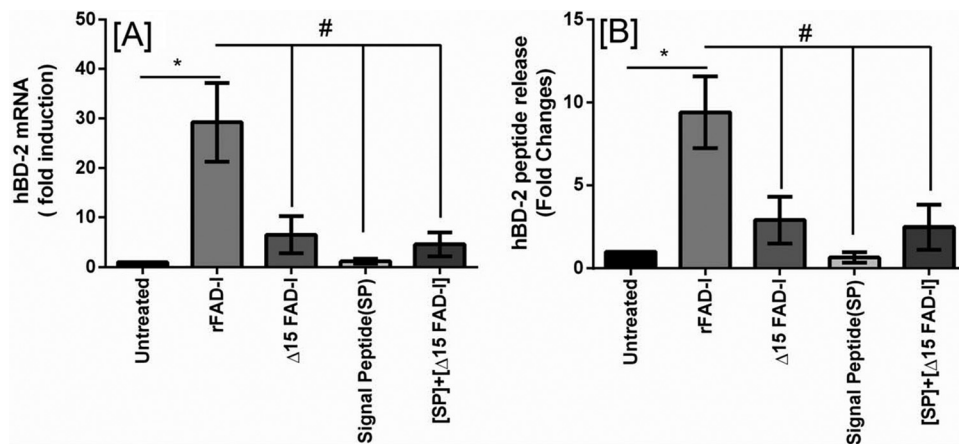 [A]
hBD-2 mRNA
( fold induction)
50
40
30
20
10
0
*
#
Untreated
rFAD-I
Δ15 FAD-I
Signal Peptide(SP)
[SP]+[Δ15 FAD-I]
[B]
hBD-2 peptide release
(Fold Changes)
15
10
5
0
*
#
Untreated
rFAD-I
Δ15 FAD-I
Signal Peptide(SP)
[SP]+[Δ15 FAD-I]